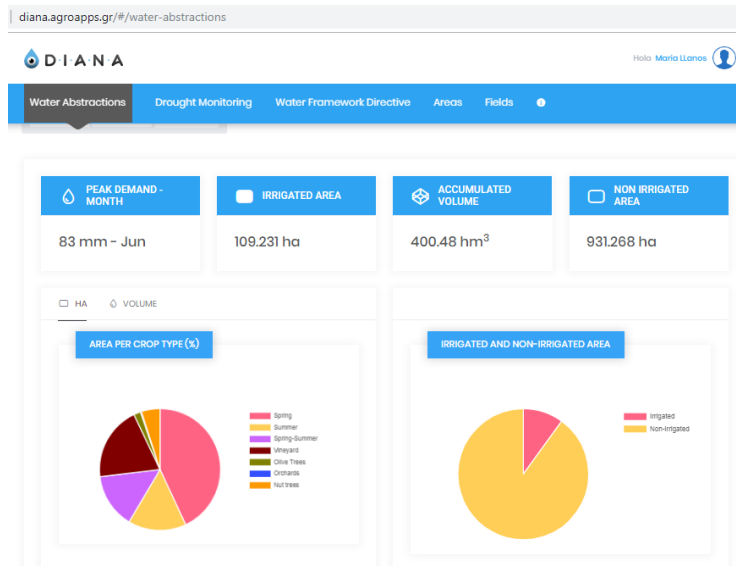 diana.agroapps.gr/#/water-abstractions
D·I·A·N·A
Hola Maria LLanos
Water Abstractions Drought Monitoring Water Framework Directive Areas Fields
PEAK DEMAND -
MONTH
83 mm - Jun
IRRIGATED AREA
109.231 ha
ACCUMULATED
VOLUME
400.48 hm³
NON IRRIGATED
AREA
931.268 ha
HA VOLUME
AREA PER CROP TYPE (%)
Spring
Summer
Spring-Summer
Vineyard
Olive Trees
Orchards
Nut trees
IRRIGATED AND NON-IRRIGATED AREA
Irrigated
Non-Irrigated